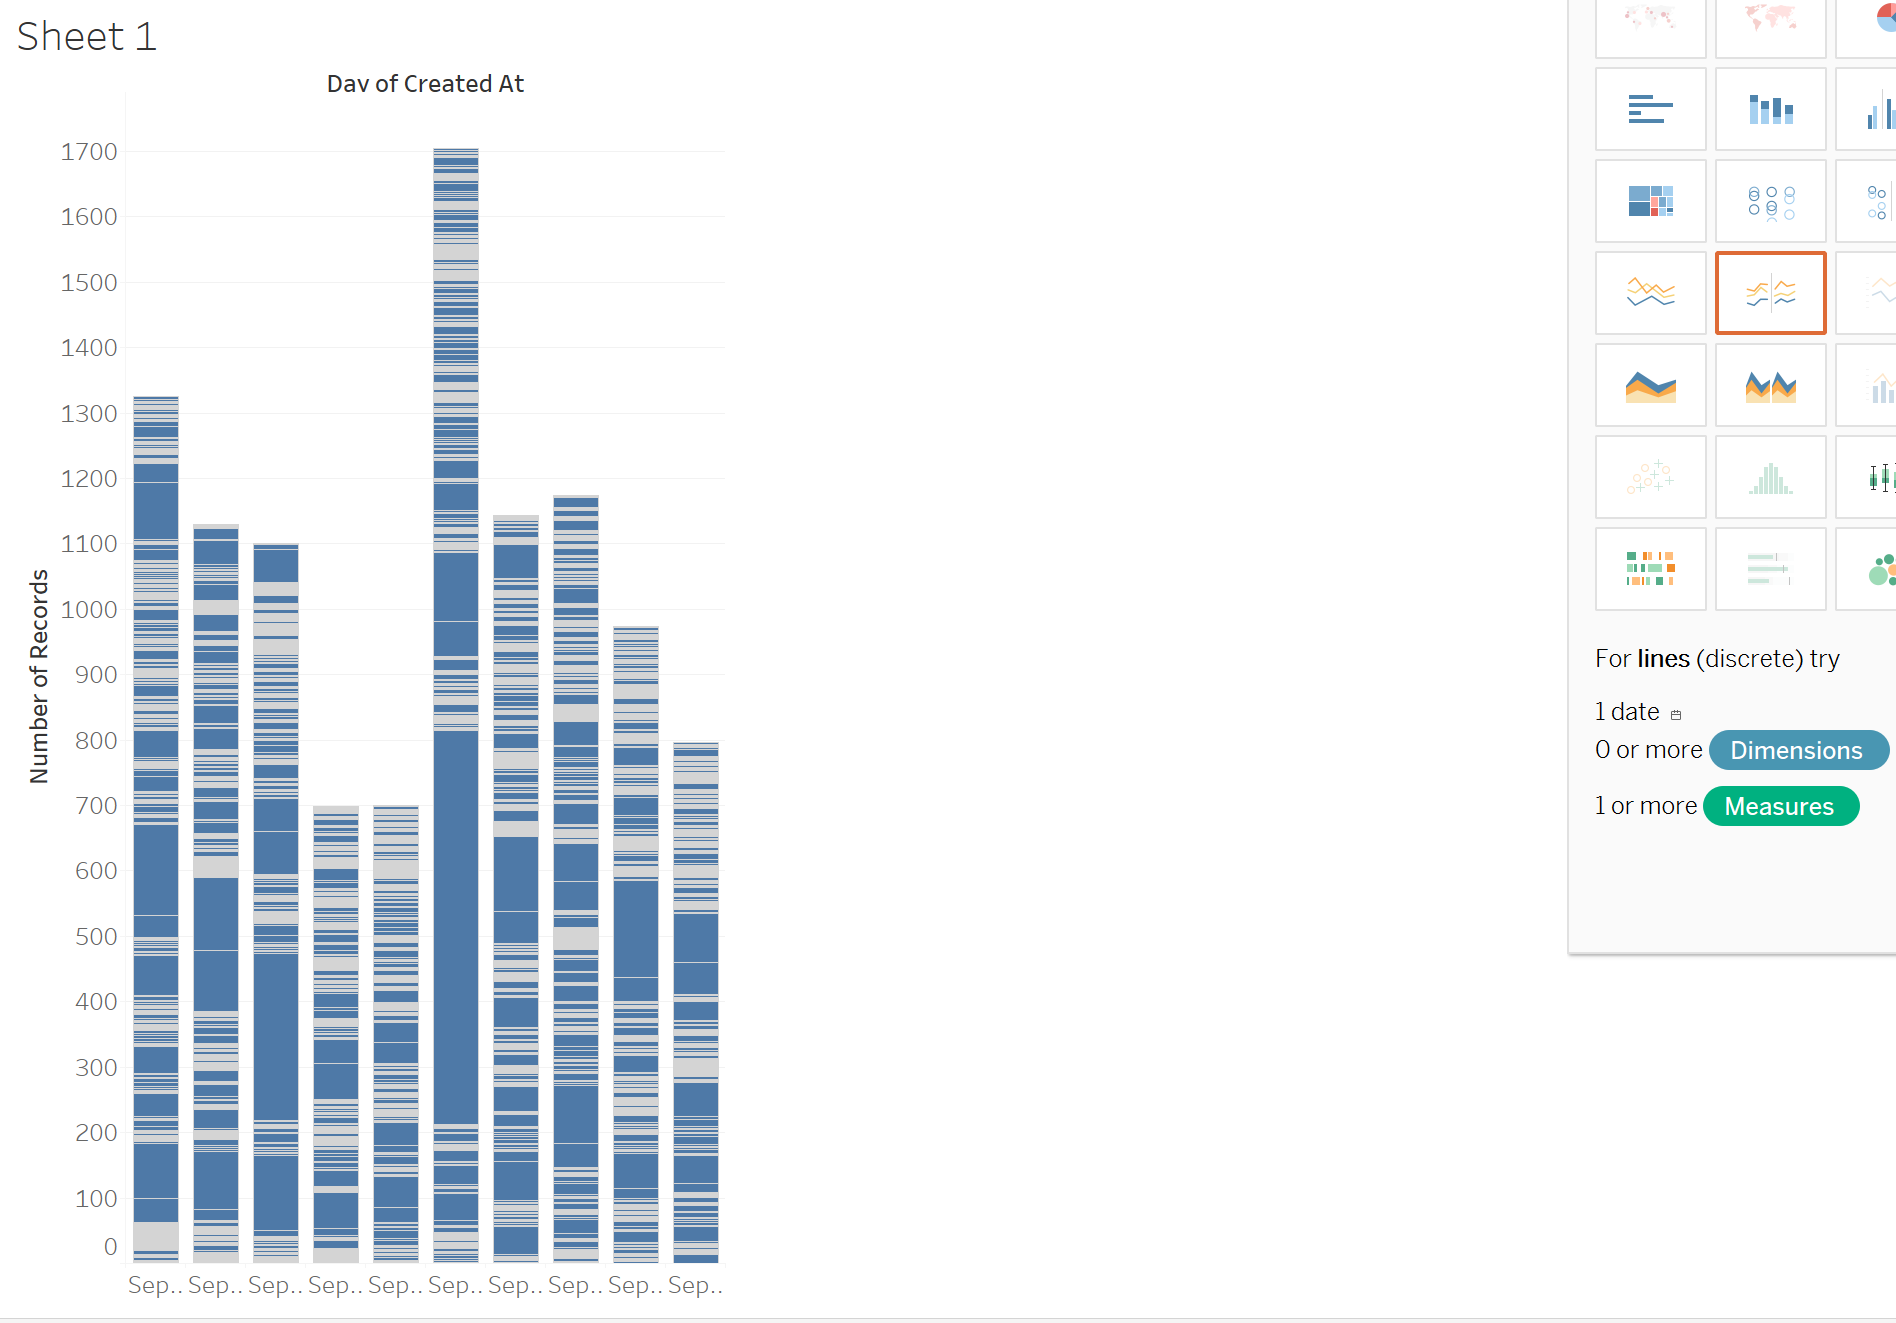 Sheet 1
Day of Created At
Number of Records
1700
1600
1500
1400
1300
1200
1100
1000
900
800
700
600
500
400
300
200
100
0
Sep.. Sep.. Sep.. Sep.. Sep.. Sep.. Sep.. Sep.. Sep.. Sep..
For lines (discrete) try
1 date
0 or more Dimensions
1 or more Measures